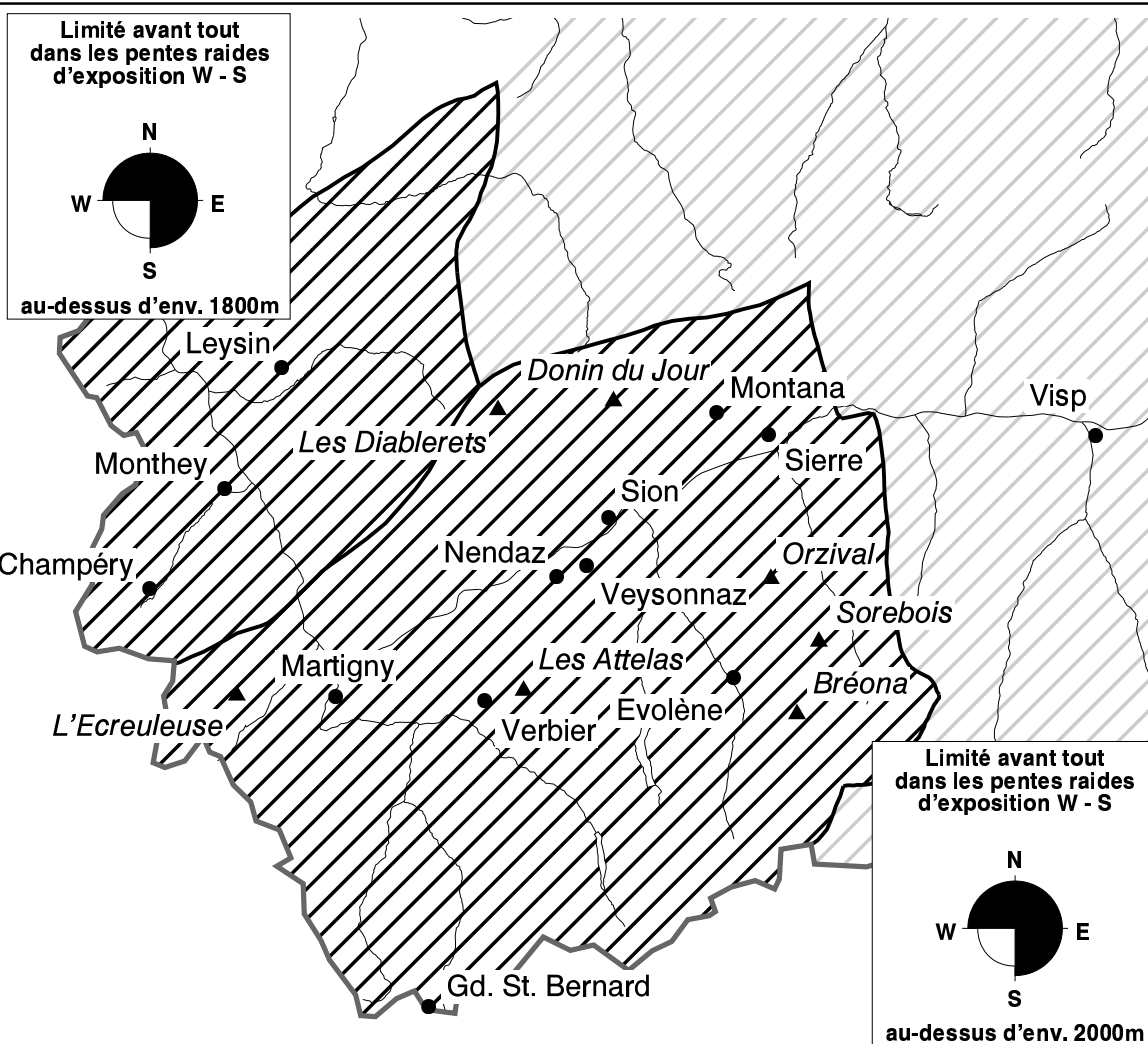 Limité avant tout
dans les pentes raides
d'exposition W - S
N
W
E
S
au-dessus d'env. 1800m
Leysin
Donin du Jour
Montana
Visp
Les Diablerets
Sierre
Monthey
Sion
Nendaz
Orzival
Champéry
Veysonnaz
Sorebois
Martigny
Les Attelas
Bréona
L'Ecreuleuse
Verbier
Evolène
Limité avant tout
dans les pentes raides
d'exposition W - S
N
W
E
S
au-dessus d'env. 2000m
Gd. St. Bernard